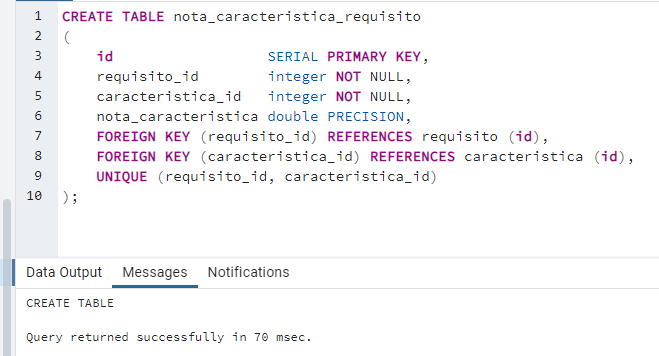 1 CREATE TABLE nota_caracteristica_requisito
2 (
3     id                    SERIAL PRIMARY KEY,
4     requisito_id         integer NOT NULL,
5     caracteristica_id   integer NOT NULL,
6     nota_caracteristica double PRECISION,
7     FOREIGN KEY (requisito_id) REFERENCES requisito (id),
8     FOREIGN KEY (caracteristica_id) REFERENCES caracteristica (id),
9     UNIQUE (requisito_id, caracteristica_id)
10 );
Data Output Messages Notifications
CREATE TABLE
Query returned successfully in 70 msec.